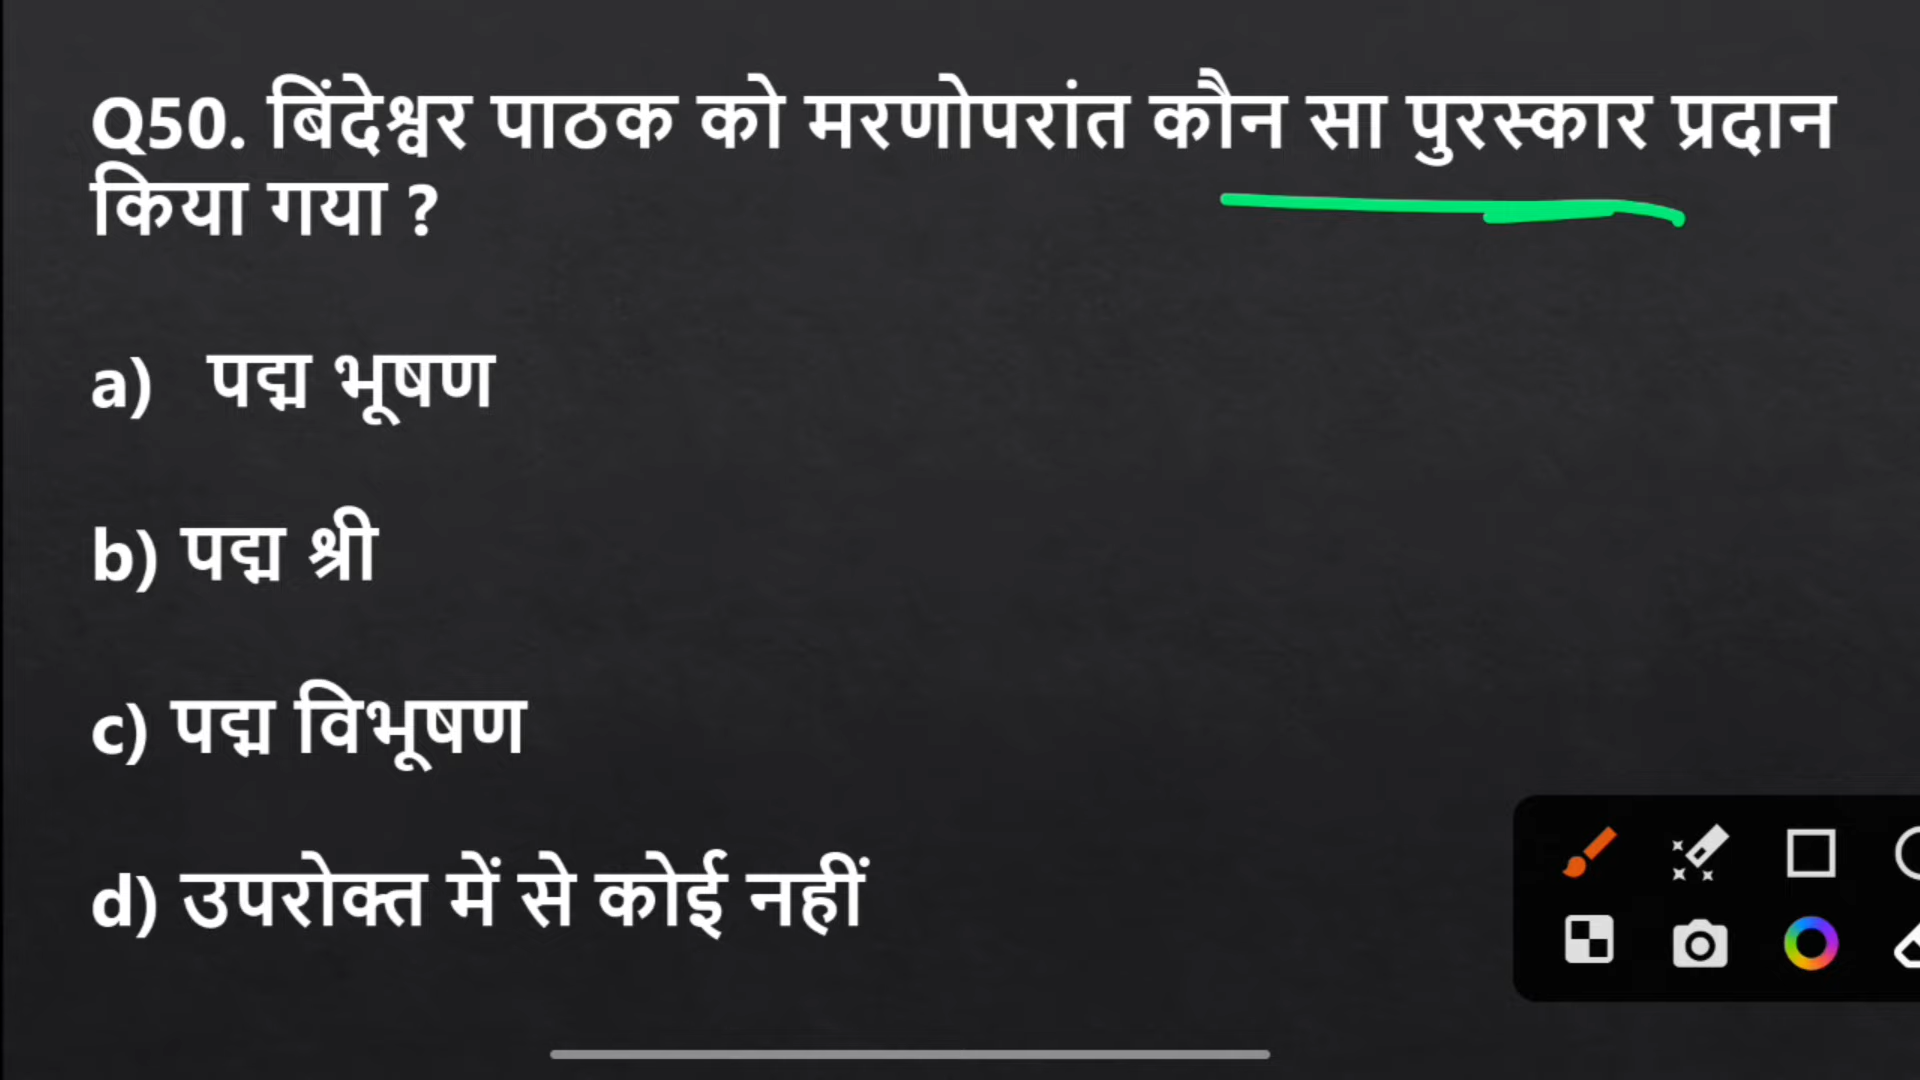 Q50. बिंदेश्वर पाठक को मरणोपरांत कौन सा पुरस्कार प्रदान
किया गया ?
a) पद्म भूषण
b) पद्म श्री
c) पद्म विभूषण
d) उपरोक्त में से कोई नहीं